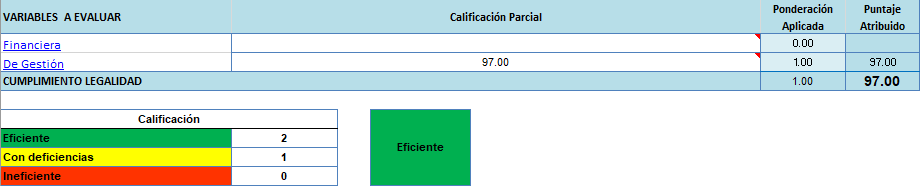 VARIABLES A EVALUAR Calificación Parcial Ponderación Aplicada Puntaje Atribuido
Financiera 0.00
De Gestión 97.00 1.00 97.00
CUMPLIMIENTO LEGALIDAD 1.00 97.00
Calificación
Eficiente 2
Con deficiencias 1
Ineficiente 0
Eficiente